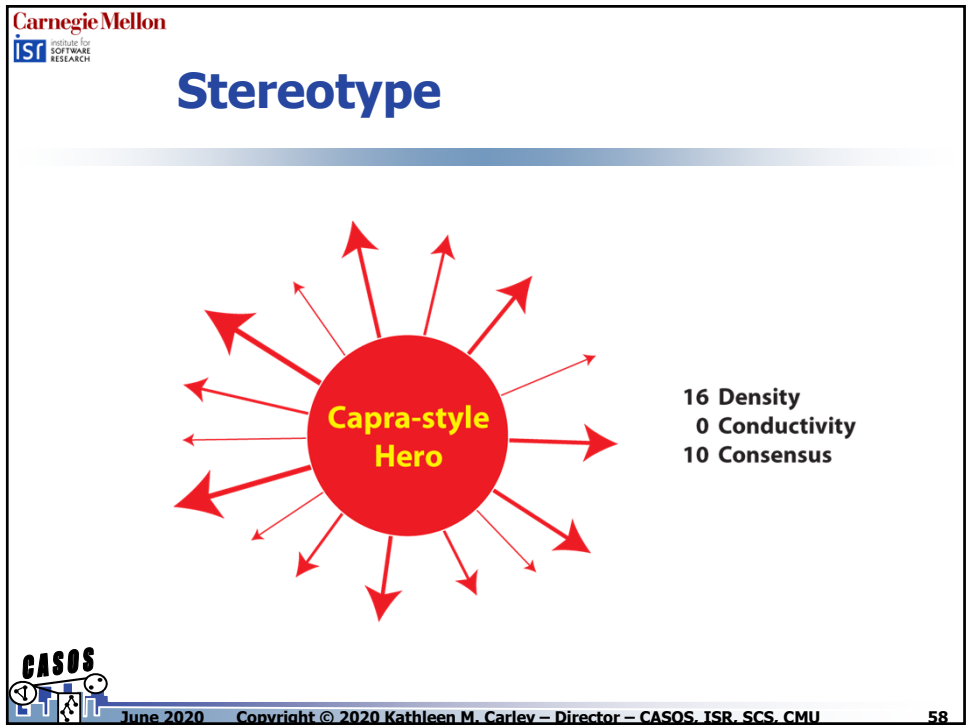 Carnegie Mellon
isr institute for
SOFTWARE
RESEARCH
Stereotype
Capra-style
Hero
16 Density
0 Conductivity
10 Consensus
CASOS
June 2020 Copyright © 2020 Kathleen M. Carley – Director – CASOS, ISR, SCS, CMU 58